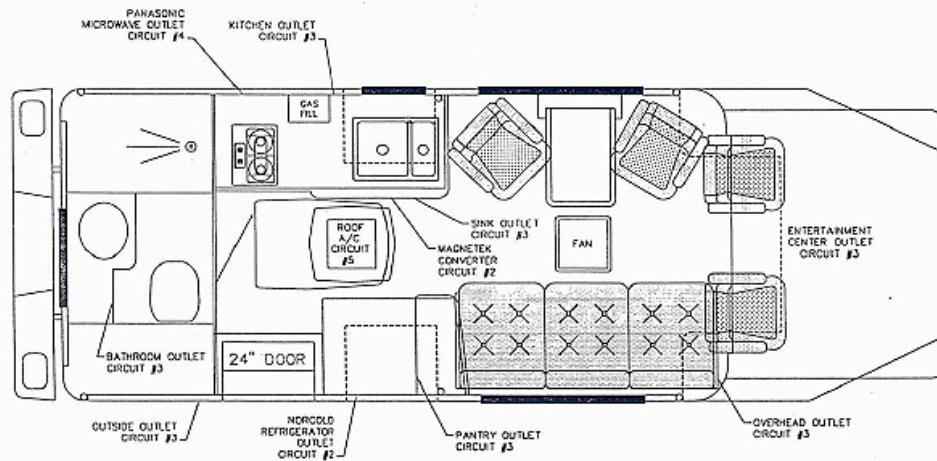 PANASONIC
MICROWAVE OUTLET
CIRCUIT #4
KITCHEN OUTLET
CIRCUIT #3
GAS
FILL
SINK OUTLET
CIRCUIT #3
ROOF
A/C
CIRCUIT
#5
MAGNETEK
CONVERTER
CIRCUIT #2
FAN
ENTERTAINMENT
CENTER OUTLET
CIRCUIT #3
BATHROOM OUTLET
CIRCUIT #3
24" DOOR
OUTSIDE OUTLET
CIRCUIT #3
NORCOLD
REFRIGERATOR
OUTLET
CIRCUIT #2
PANTRY OUTLET
CIRCUIT #3
OVERHEAD OUTLET
CIRCUIT #3